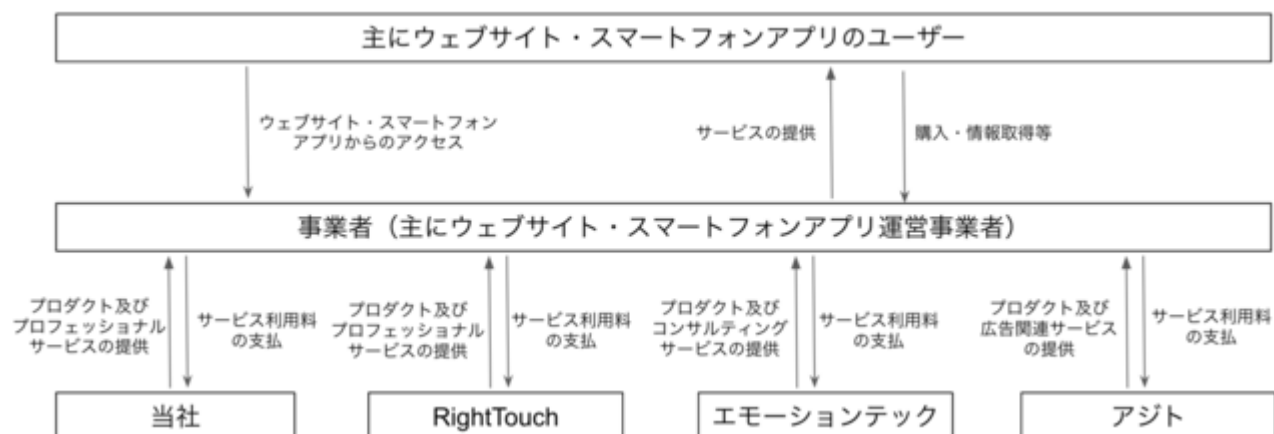 主にウェブサイト・スマートフォンアプリのユーザー
ウェブサイト・スマートフォン
アプリからのアクセス
サービスの提供
購入・情報取得等
事業者（主にウェブサイト・スマートフォンアプリ運営事業者）
プロダクト及び
プロフェッショナル
サービスの提供
サービス利用料
の支払
プロダクト及び
プロフェッショナル
サービスの提供
サービス利用料
の支払
プロダクト及び
コンサルティング
サービスの提供
サービス利用料
の支払
プロダクト及び
広告関連サービス
の提供
サービス利用料
の支払
当社
RightTouch
エモーションテック
アジト